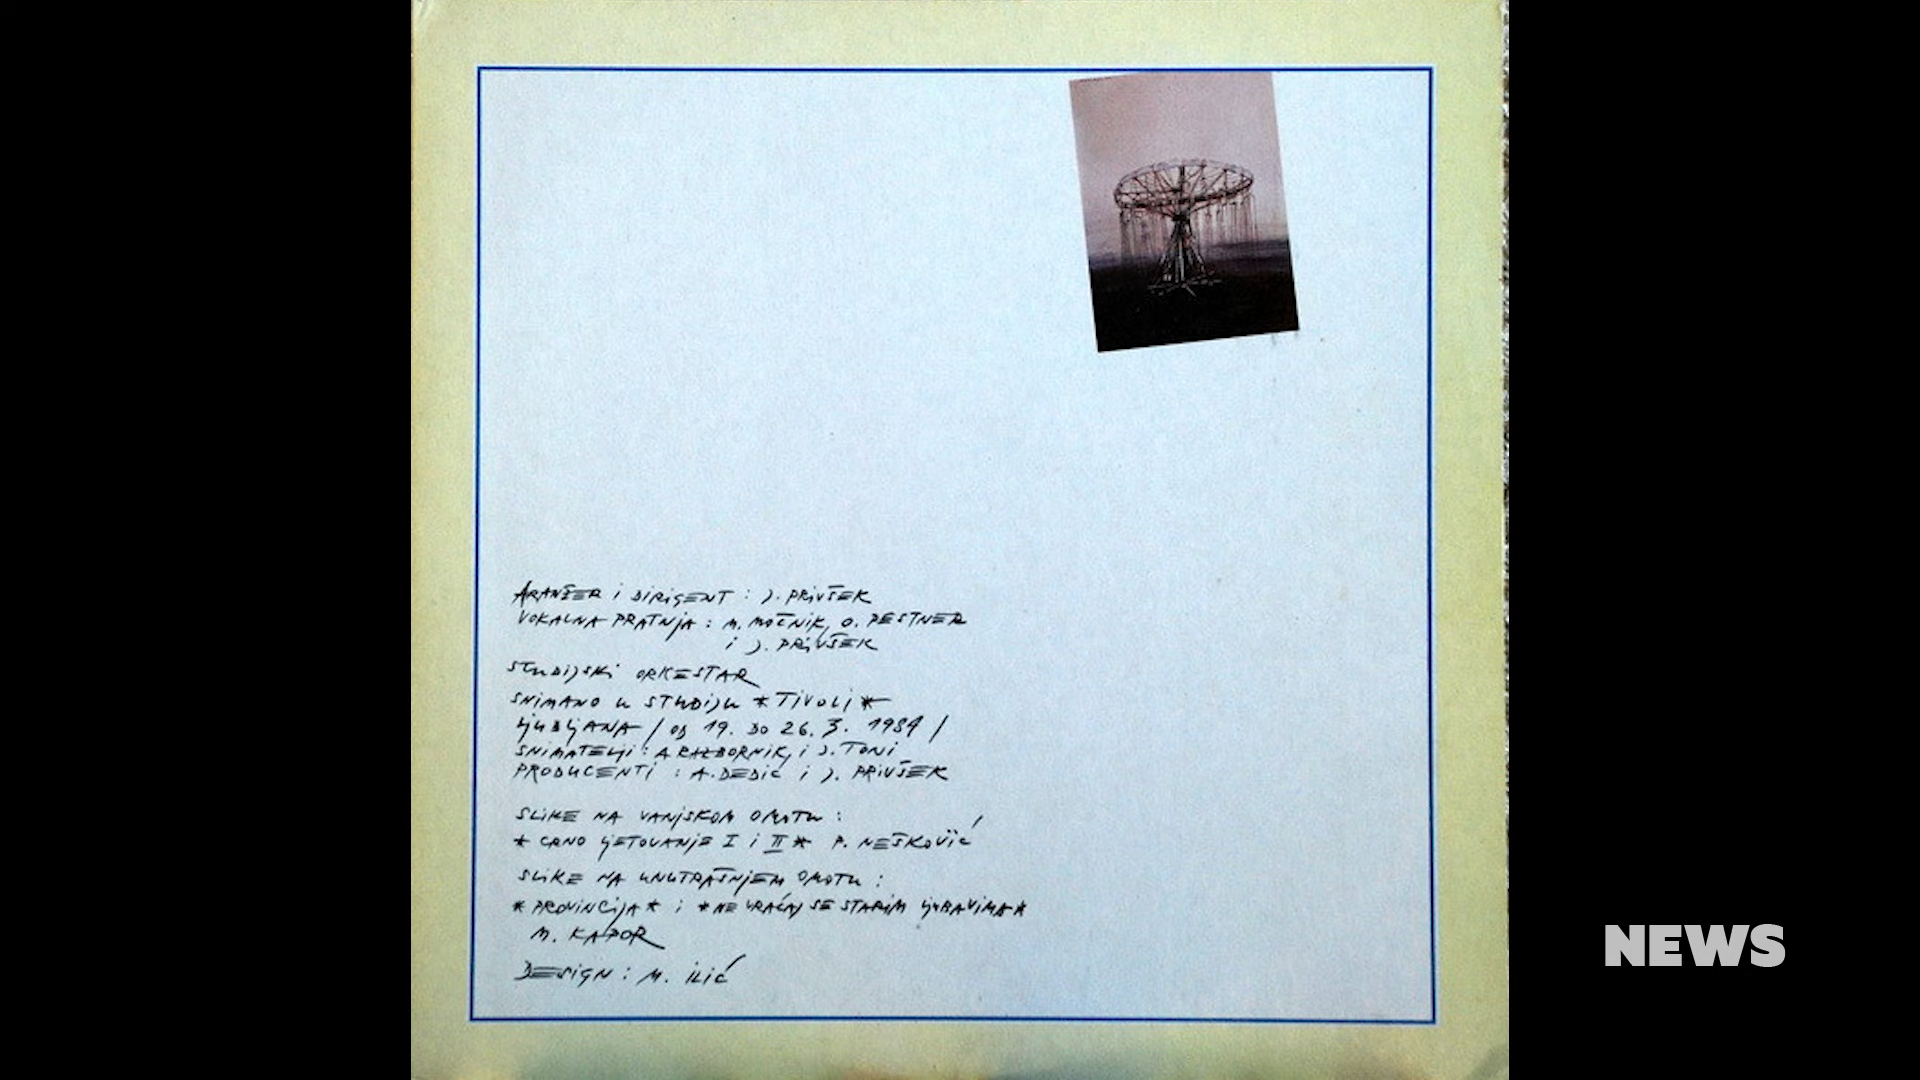 ARANŽER i DIRIGENT : J. PRIVŠEK
VOKALNA PRATNJA : M. MOČNIK, O. PESTNER
i J. PRIVŠEK
STUDIJSKI ORKESTAR
SNIMANO U STUDIJU *TIVOLI*
LJUBLJANA / OD 19. DO 26. 3. 1984 /
SNIMATELJI : A. RAZBORNIK, i J. TONI
PRODUCENTI : A. DEDIĆ i J. PRIVŠEK
SLIKE NA VANJSKOM OMOTU :
* CRNO LJETOVANJE I i II * P. NEŠKOVIĆ
SLIKE NA UNUTRAŠNJEM OMOTU :
* PROVINCIJA * i * NE VRAĆAJ SE STARIM LJUBAVIMA *
M. KAPOR
DESIGN : M. ILIĆ
NEWS